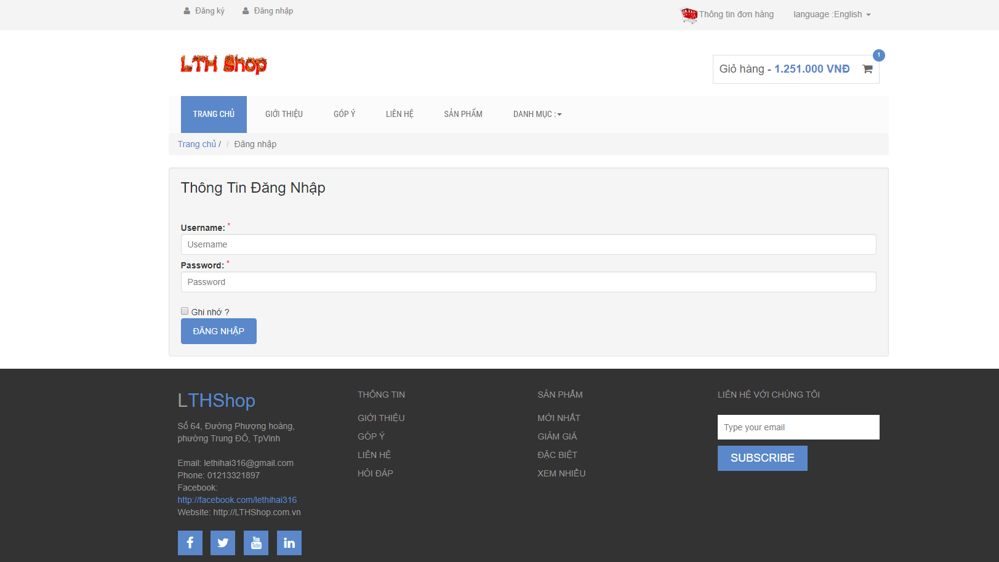 Đăng ký
Đăng nhập
Thông tin đơn hàng
language :English
LTH Shop
Giỏ hàng - 1.251.000 VNĐ
1
TRANG CHỦ
GIỚI THIỆU
GÓP Ý
LIÊN HỆ
SẢN PHẨM
DANH MỤC :
Trang chủ / / Đăng nhập
Thông Tin Đăng Nhập
Username: *
Username
Password: *
Password
Ghi nhớ ?
ĐĂNG NHẬP
LTHShop
Số 64, Đường Phượng hoàng,
phường Trung ĐÔ, TpVinh
Email: lethihai316@gmail.com
Phone: 01213321897
Facebook:
http://facebook.com/lethihai316
Website: http://LTHShop.com.vn
You
Tube
THÔNG TIN
GIỚI THIỆU
GÓP Ý
LIÊN HỆ
HỎI ĐÁP
SẢN PHẨM
MỚI NHẤT
GIẢM GIÁ
ĐẶC BIỆT
XEM NHIỀU
LIÊN HỆ VỚI CHÚNG TÔI
Type your email
SUBSCRIBE